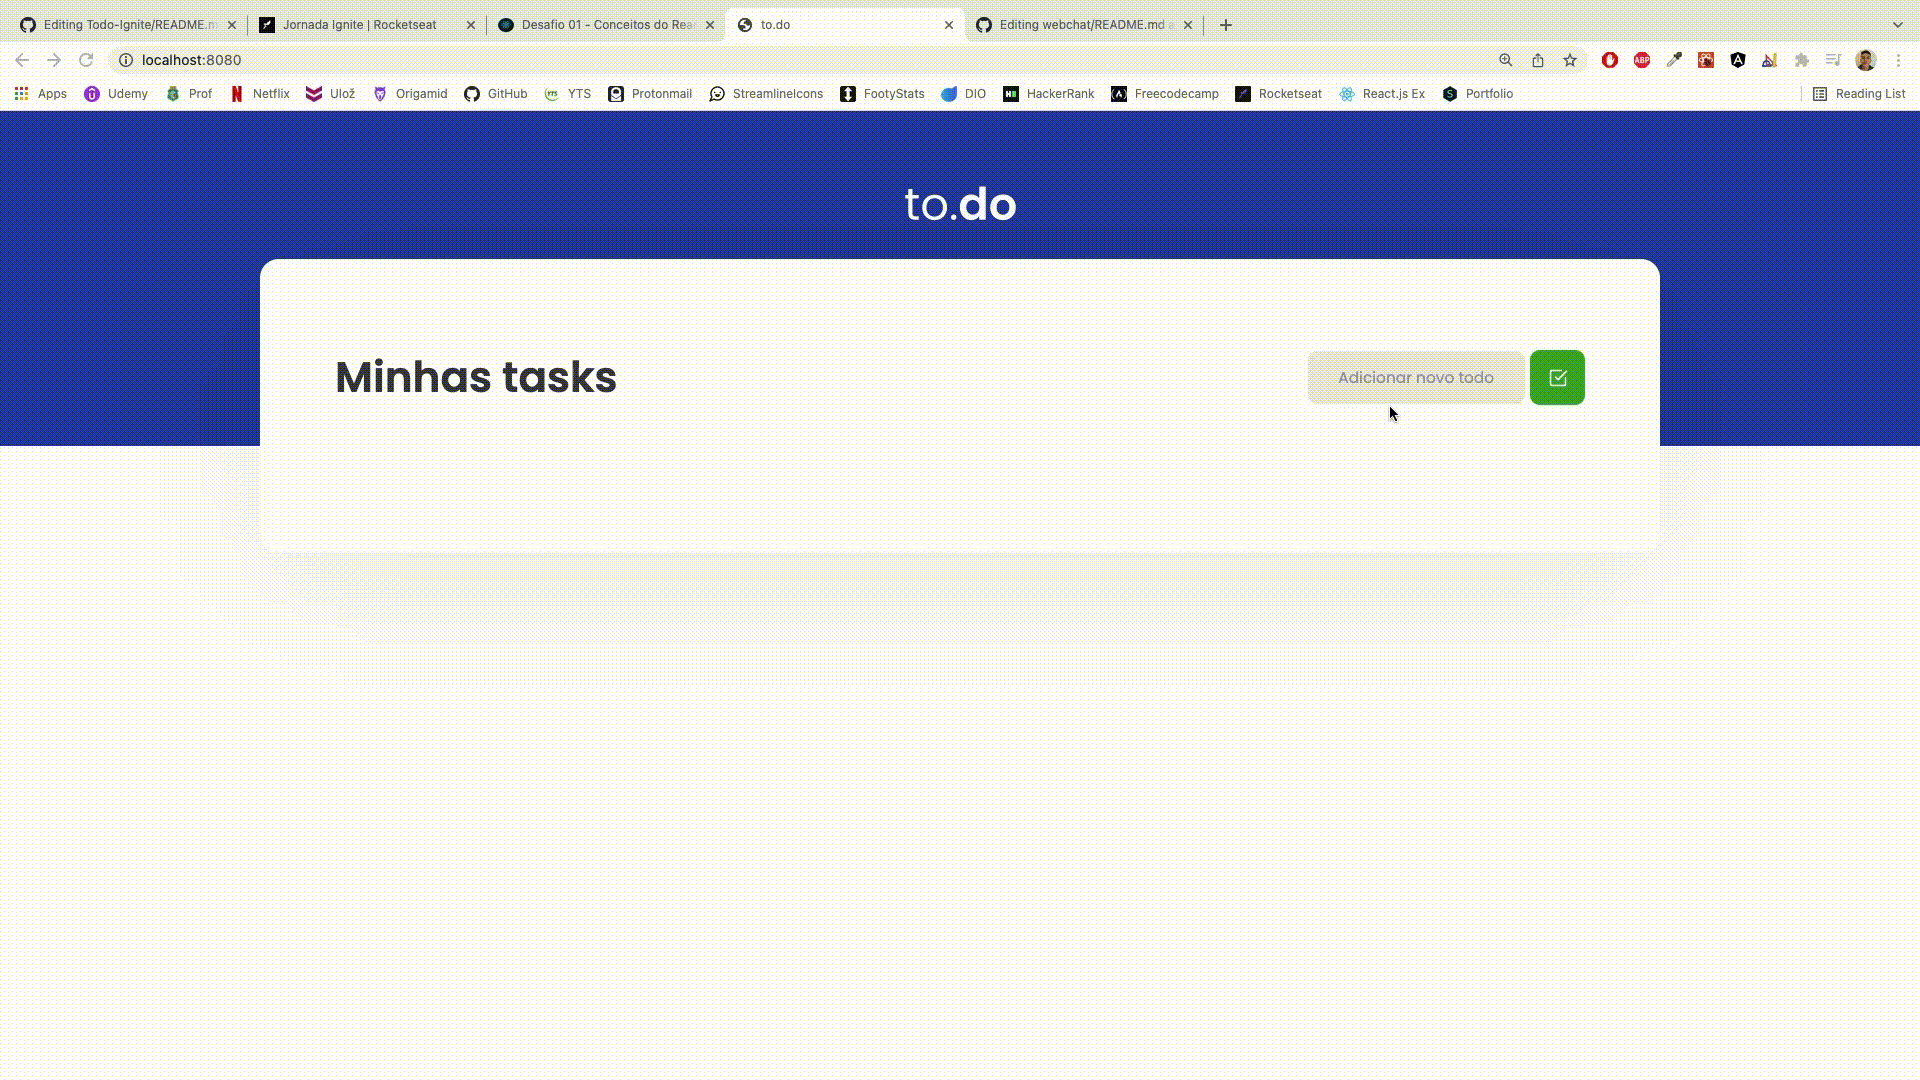 Editing Todo-Ignite/README.m
Jornada Ignite | Rocketseat
Desafio 01 - Conceitos do Rea
to.do
Editing webchat/README.md a
localhost:8080
ABP
Apps
Udemy
Prof
Netflix
Ulož
Origamid
GitHub
YTS
Protonmail
StreamlineIcons
FootyStats
DIO
HackerRank
Freecodecamp
Rocketseat
React.js Ex
Portfolio
Reading List
to.do
Minhas tasks
Adicionar novo todo